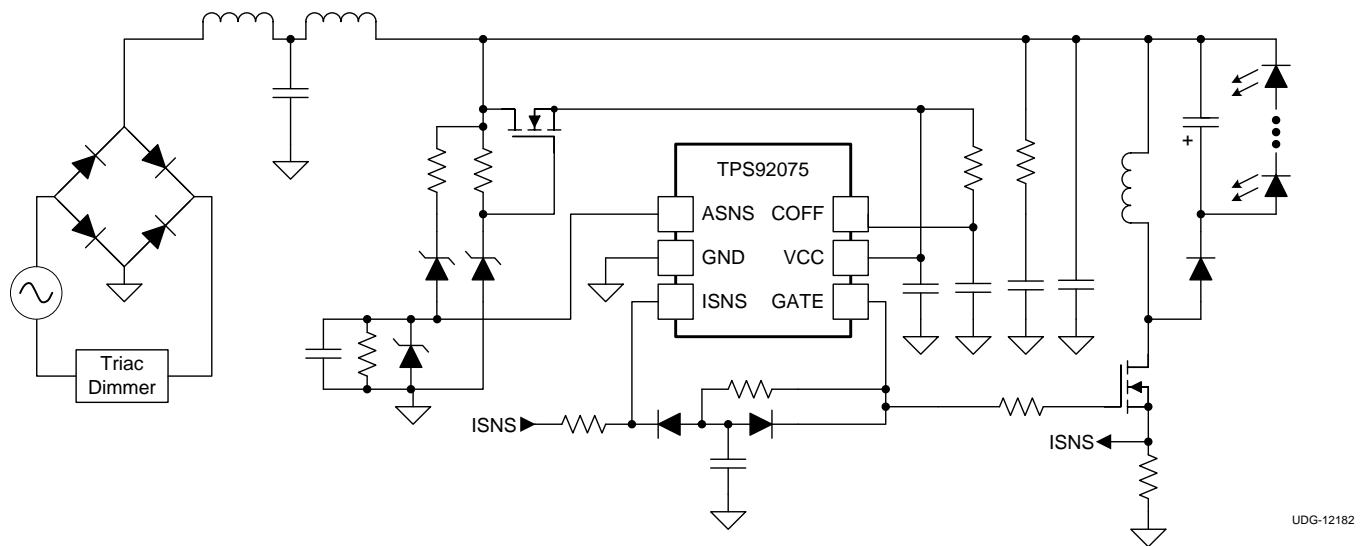 TPS92075
ASNS
COFF
GND
VCC
ISNS
GATE
Triac
Dimmer
+
ISNS
ISNS
UDG-12182